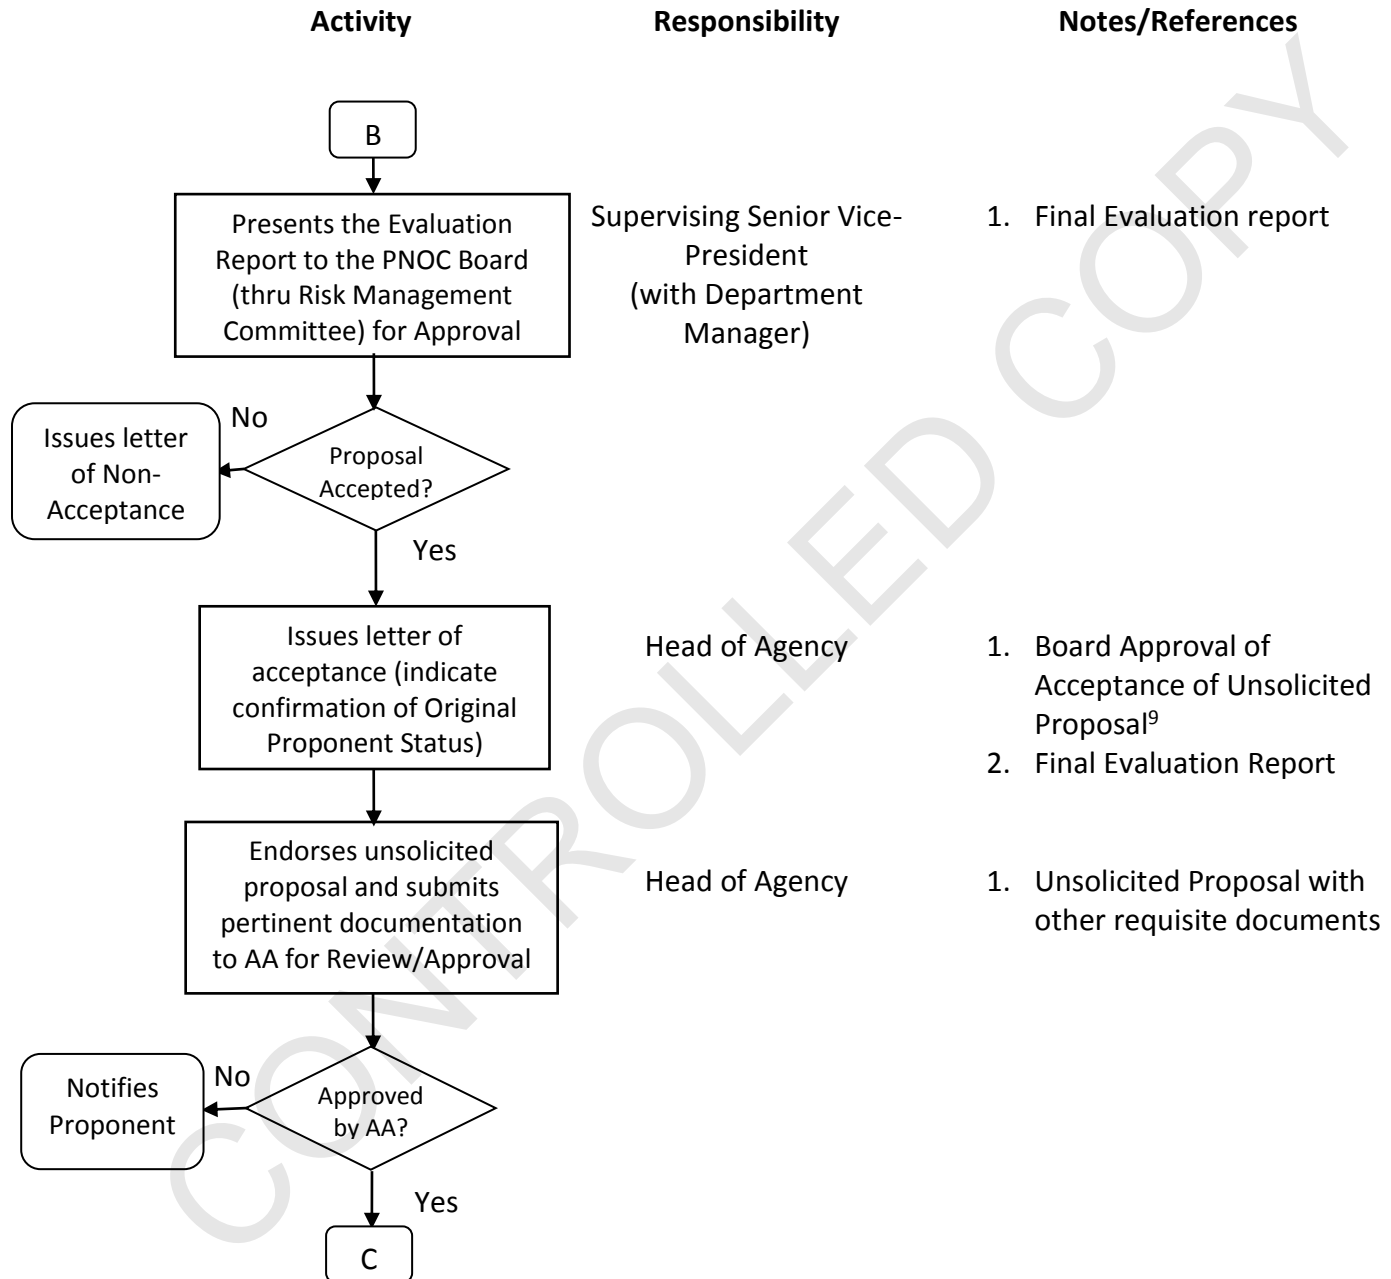 Activity
Responsibility
Notes/References
B
Presents the Evaluation
Report to the PNOC Board
(thru Risk Management
Committee) for Approval
Supervising Senior Vice-
President
(with Department
Manager)
1. Final Evaluation report
No
Issues letter
of Non-
Acceptance
Proposal
Accepted?
Yes
Issues letter of
acceptance (indicate
confirmation of Original
Proponent Status)
Head of Agency
1. Board Approval of
Acceptance of Unsolicited
Proposal⁹
2. Final Evaluation Report
Endorses unsolicited
proposal and submits
pertinent documentation
to AA for Review/Approval
Head of Agency
1. Unsolicited Proposal with
other requisite documents
No
Notifies
Proponent
Approved
by AA?
Yes
C
CONTROLLED COPY